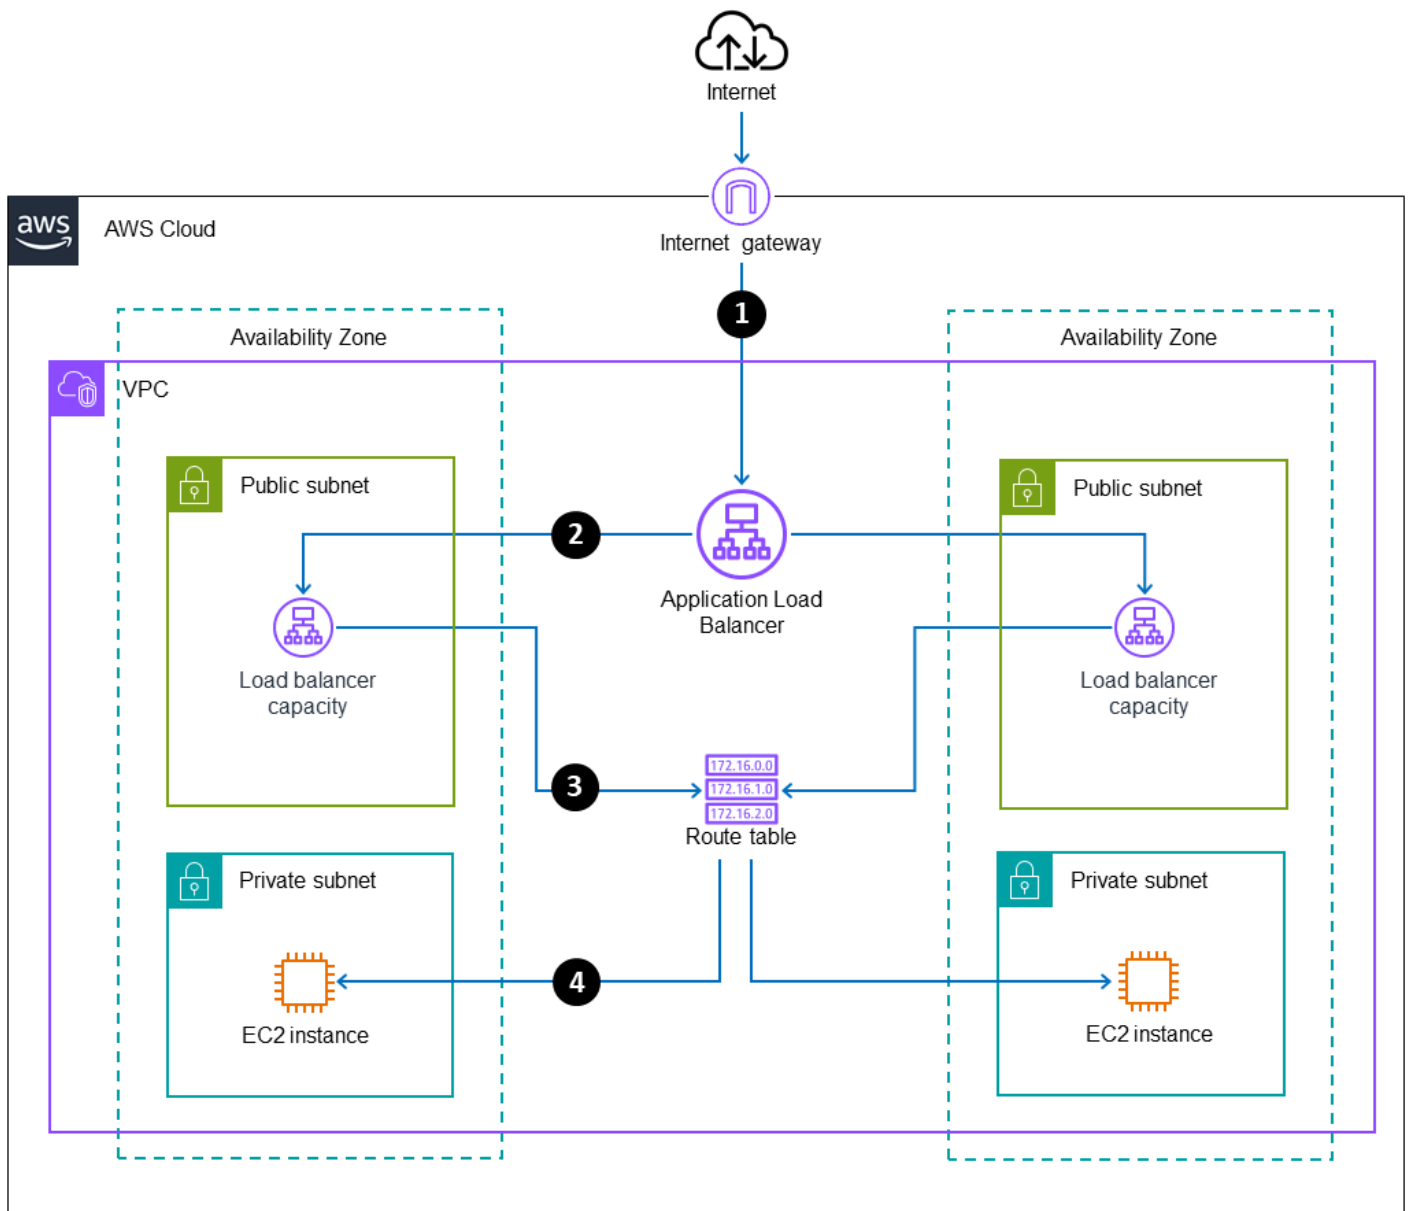 Internet
Internet gateway
aws
AWS Cloud
1
Availability Zone
Availability Zone
VPC
Public subnet
Public subnet
2
Application Load
Balancer
Load balancer
capacity
Load balancer
capacity
172.16.0.0
172.16.1.0
172.16.2.0
3
Route table
Private subnet
Private subnet
4
EC2 instance
EC2 instance